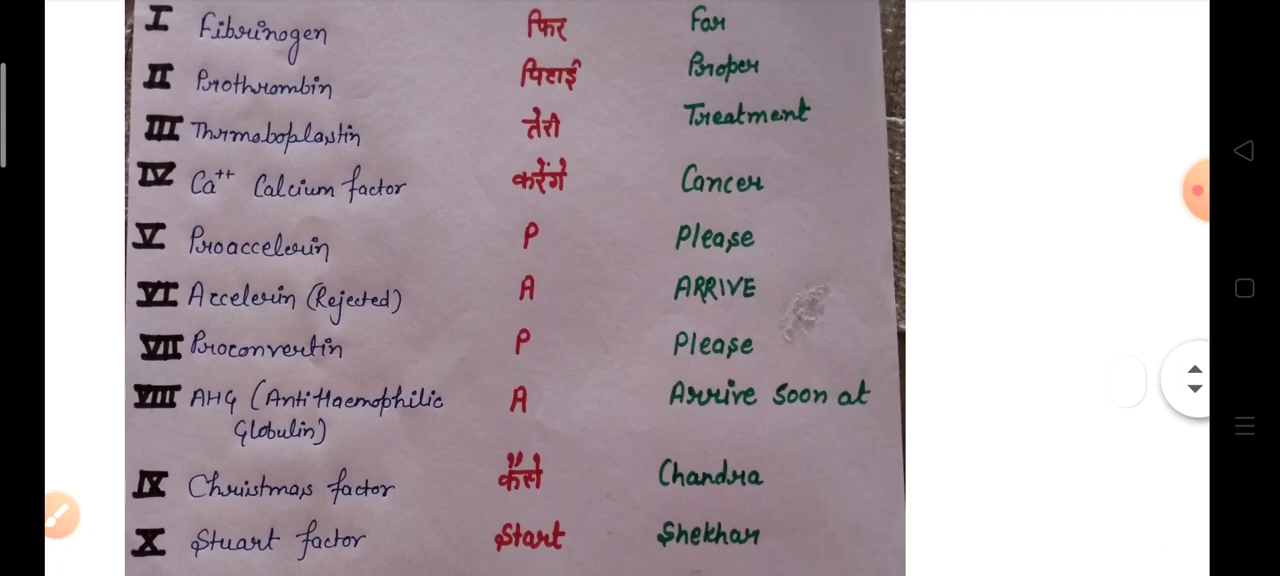 I Fibrinogen फिर For
II Prothrombin पिटाई Proper
III Thrmoboplastin तेरी Treatment
IV Ca++ Calcium factor करेंगे Cancer
V Proaccelerin P Please
VI Accelerin (Rejected) A ARRIVE
VII Proconvertin P Please
VIII AHG (AntiHaemophilic A Arrive soon at
Globulin)
IX Christmas factor कैसे Chandra
X Stuart factor Start Shekhar